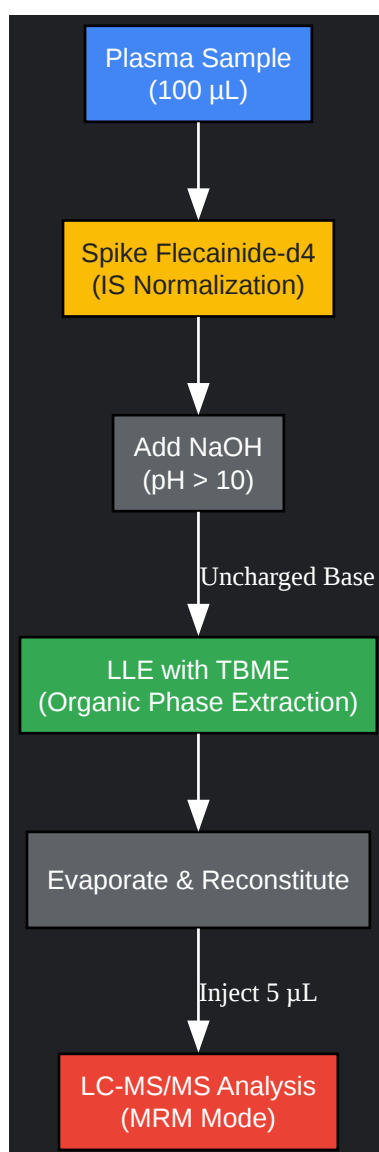 Plasma Sample
(100 µL)
Spike Flecainide-d4
(IS Normalization)
Add NaOH
(pH > 10)
Uncharged Base
LLE with TBME
(Organic Phase Extraction)
Evaporate & Reconstitute
Inject 5 µL
LC-MS/MS Analysis
(MRM Mode)